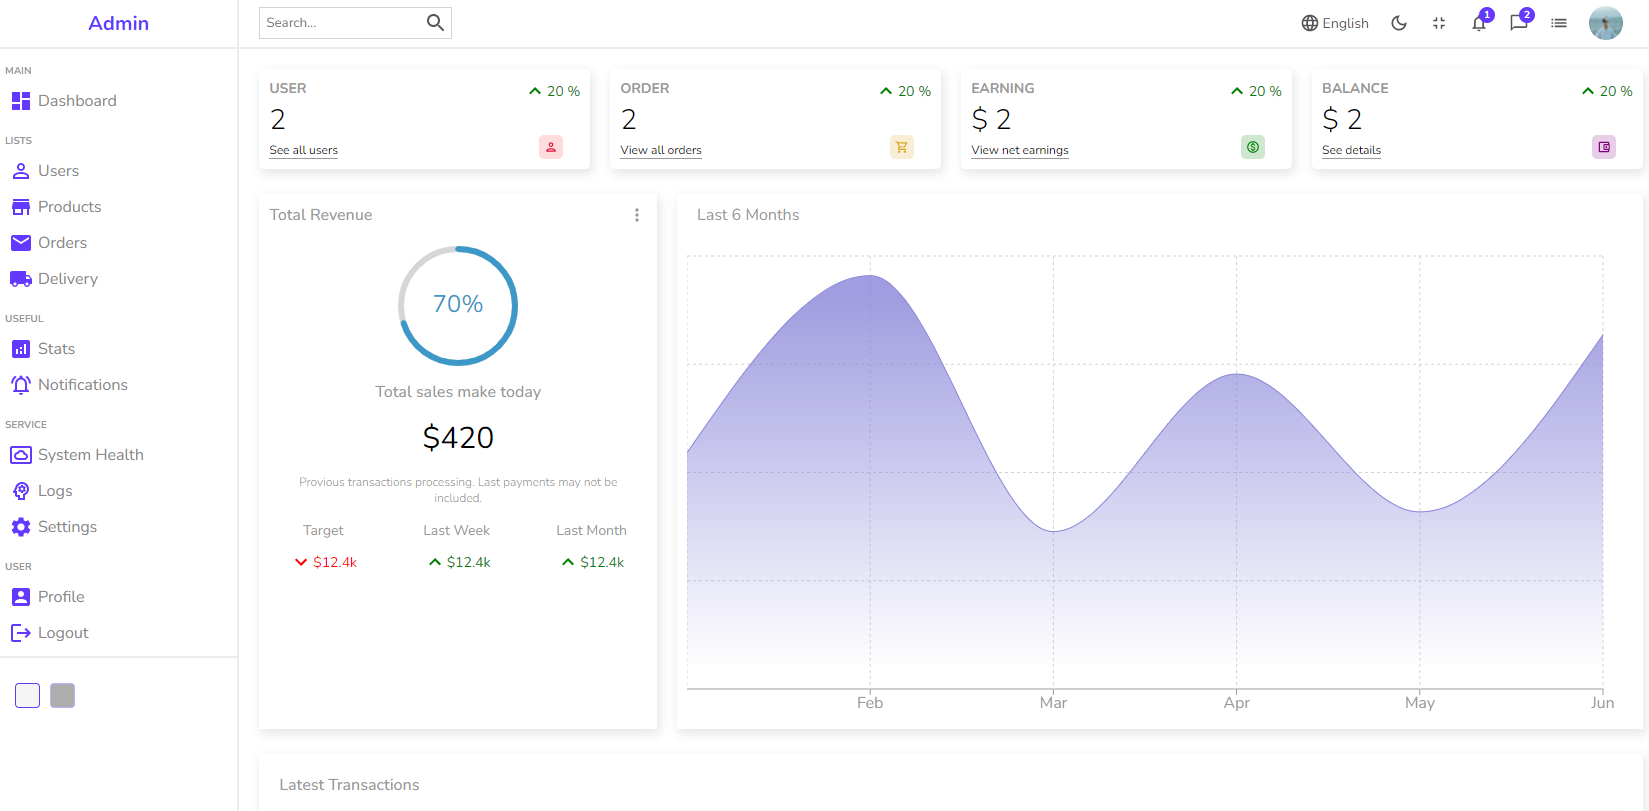 Admin
Search...
English
1
2
MAIN
Dashboard
LISTS
Users
Products
Orders
Delivery
USEFUL
Stats
Notifications
SERVICE
System Health
Logs
Settings
USER
Profile
Logout
USER
20 %
2
See all users
ORDER
20 %
2
View all orders
EARNING
20 %
$ 2
View net earnings
BALANCE
20 %
$ 2
See details
Total Revenue
70%
Total sales make today
$420
Provious transactions processing. Last payments may not be
included.
Target
Last Week
Last Month
$12.4k
$12.4k
$12.4k
Last 6 Months
Feb
Mar
Apr
May
Jun
Latest Transactions